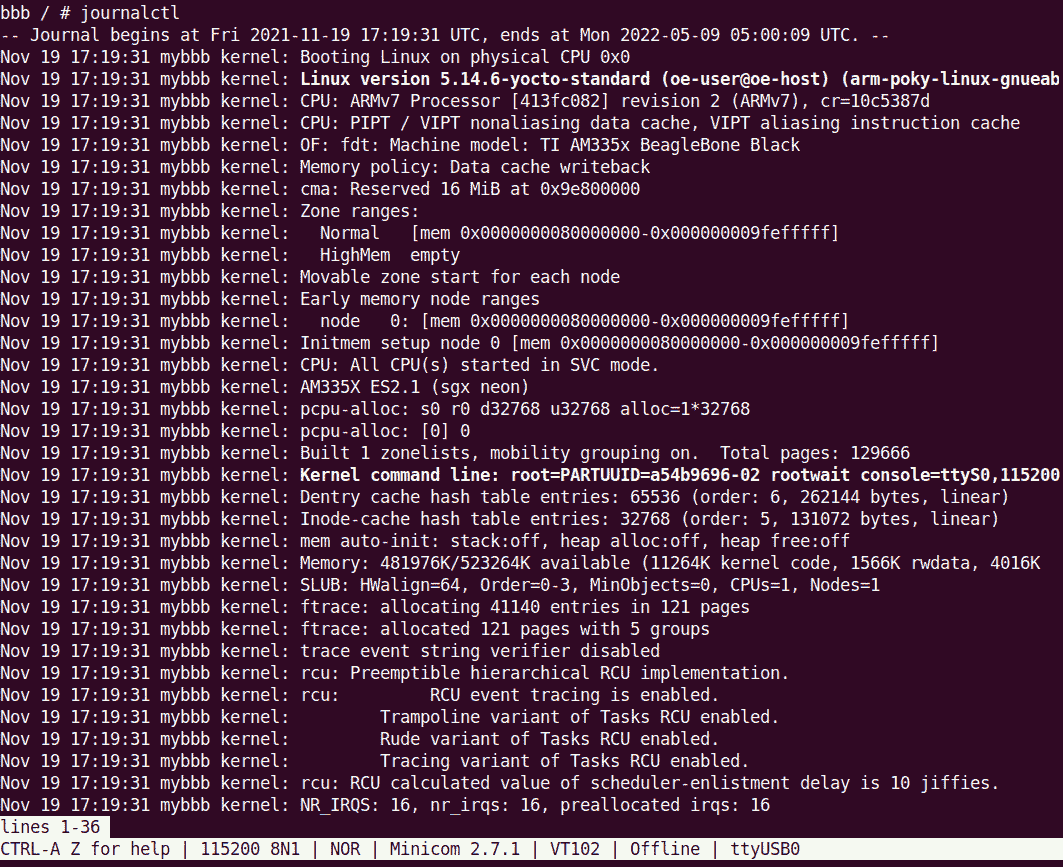 bbb / # journalctl
-- Journal begins at Fri 2021-11-19 17:19:31 UTC, ends at Mon 2022-05-09 05:00:09 UTC. --
Nov 19 17:19:31 mybbb kernel: Booting Linux on physical CPU 0x0
Nov 19 17:19:31 mybbb kernel: Linux version 5.14.6-yocto-standard (oe-user@oe-host) (arm-poky-linux-gnueab
Nov 19 17:19:31 mybbb kernel: CPU: ARMv7 Processor [413fc082] revision 2 (ARMv7), cr=10c5387d
Nov 19 17:19:31 mybbb kernel: CPU: PIPT / VIPT nonaliasing data cache, VIPT aliasing instruction cache
Nov 19 17:19:31 mybbb kernel: OF: fdt: Machine model: TI AM335x BeagleBone Black
Nov 19 17:19:31 mybbb kernel: Memory policy: Data cache writeback
Nov 19 17:19:31 mybbb kernel: cma: Reserved 16 MiB at 0x9e800000
Nov 19 17:19:31 mybbb kernel: Zone ranges:
Nov 19 17:19:31 mybbb kernel:   Normal   [mem 0x0000000080000000-0x000000009fefffff]
Nov 19 17:19:31 mybbb kernel:   HighMem  empty
Nov 19 17:19:31 mybbb kernel: Movable zone start for each node
Nov 19 17:19:31 mybbb kernel: Early memory node ranges
Nov 19 17:19:31 mybbb kernel:   node   0: [mem 0x0000000080000000-0x000000009fefffff]
Nov 19 17:19:31 mybbb kernel: Initmem setup node 0 [mem 0x0000000080000000-0x000000009fefffff]
Nov 19 17:19:31 mybbb kernel: CPU: All CPU(s) started in SVC mode.
Nov 19 17:19:31 mybbb kernel: AM335X ES2.1 (sgx neon)
Nov 19 17:19:31 mybbb kernel: pcpu-alloc: s0 r0 d32768 u32768 alloc=1*32768
Nov 19 17:19:31 mybbb kernel: pcpu-alloc: [0] 0
Nov 19 17:19:31 mybbb kernel: Built 1 zonelists, mobility grouping on.  Total pages: 129666
Nov 19 17:19:31 mybbb kernel: Kernel command line: root=PARTUUID=a54b9696-02 rootwait console=ttyS0,115200
Nov 19 17:19:31 mybbb kernel: Dentry cache hash table entries: 65536 (order: 6, 262144 bytes, linear)
Nov 19 17:19:31 mybbb kernel: Inode-cache hash table entries: 32768 (order: 5, 131072 bytes, linear)
Nov 19 17:19:31 mybbb kernel: mem auto-init: stack:off, heap alloc:off, heap free:off
Nov 19 17:19:31 mybbb kernel: Memory: 481976K/523264K available (11264K kernel code, 1566K rwdata, 4016K
Nov 19 17:19:31 mybbb kernel: SLUB: HWalign=64, Order=0-3, MinObjects=0, CPUs=1, Nodes=1
Nov 19 17:19:31 mybbb kernel: ftrace: allocating 41140 entries in 121 pages
Nov 19 17:19:31 mybbb kernel: ftrace: allocated 121 pages with 5 groups
Nov 19 17:19:31 mybbb kernel: trace event string verifier disabled
Nov 19 17:19:31 mybbb kernel: rcu: Preemptible hierarchical RCU implementation.
Nov 19 17:19:31 mybbb kernel: rcu:         RCU event tracing is enabled.
Nov 19 17:19:31 mybbb kernel:         Trampoline variant of Tasks RCU enabled.
Nov 19 17:19:31 mybbb kernel:         Rude variant of Tasks RCU enabled.
Nov 19 17:19:31 mybbb kernel:         Tracing variant of Tasks RCU enabled.
Nov 19 17:19:31 mybbb kernel: rcu: RCU calculated value of scheduler-enlistment delay is 10 jiffies.
Nov 19 17:19:31 mybbb kernel: NR_IRQS: 16, nr_irqs: 16, preallocated irqs: 16
lines 1-36
CTRL-A Z for help | 115200 8N1 | NOR | Minicom 2.7.1 | VT102 | Offline | ttyUSB0